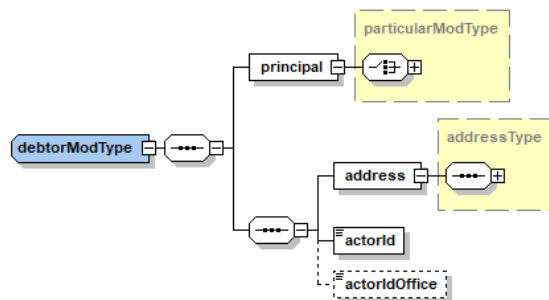 particularModType
principal
debtorModType
addressType
address
actorId
actorIdOffice